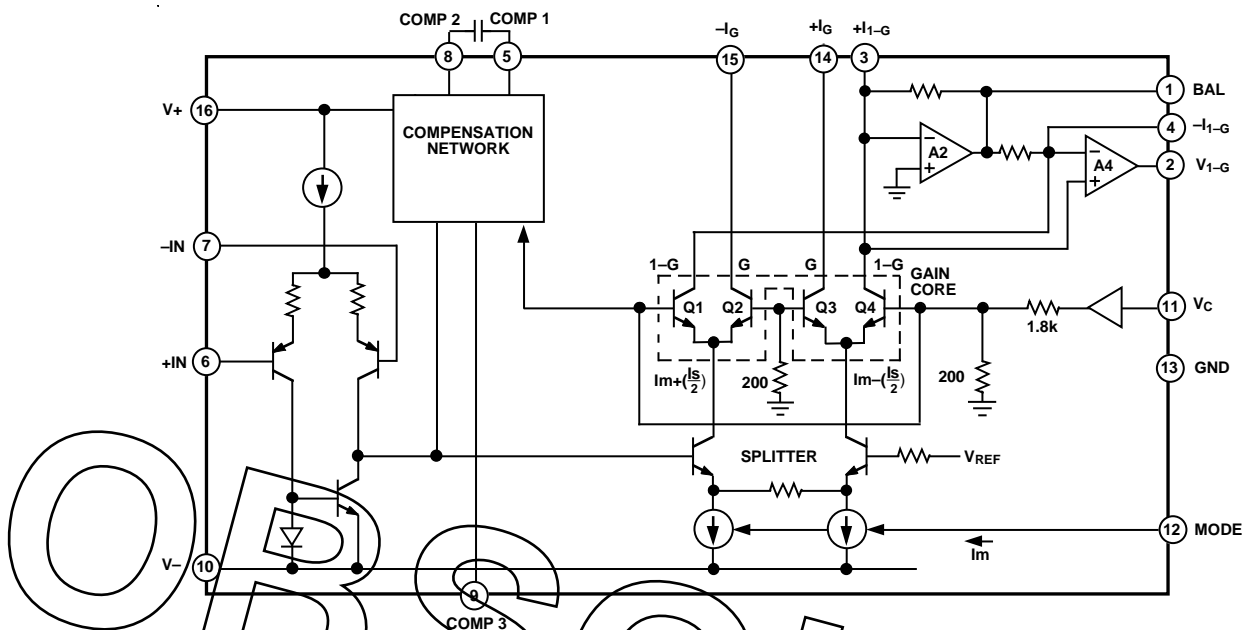 COMP 2 COMP 1
8 5
–IG +IG +I1–G
15 14 3
V+ 16
COMPENSATION
NETWORK
1 BAL
4 –I1–G
2 V1–G
A2 – +
A4 – +
–IN 7
1–G G G 1–G
GAIN
CORE
Q1 Q2 Q3 Q4
1.8k
11 VC
+IN 6
13 GND
Im+(Is/2) 200 Im–(Is/2) 200
SPLITTER
VREF
12 MODE
Im
V– 10
9
COMP 3
OBSO